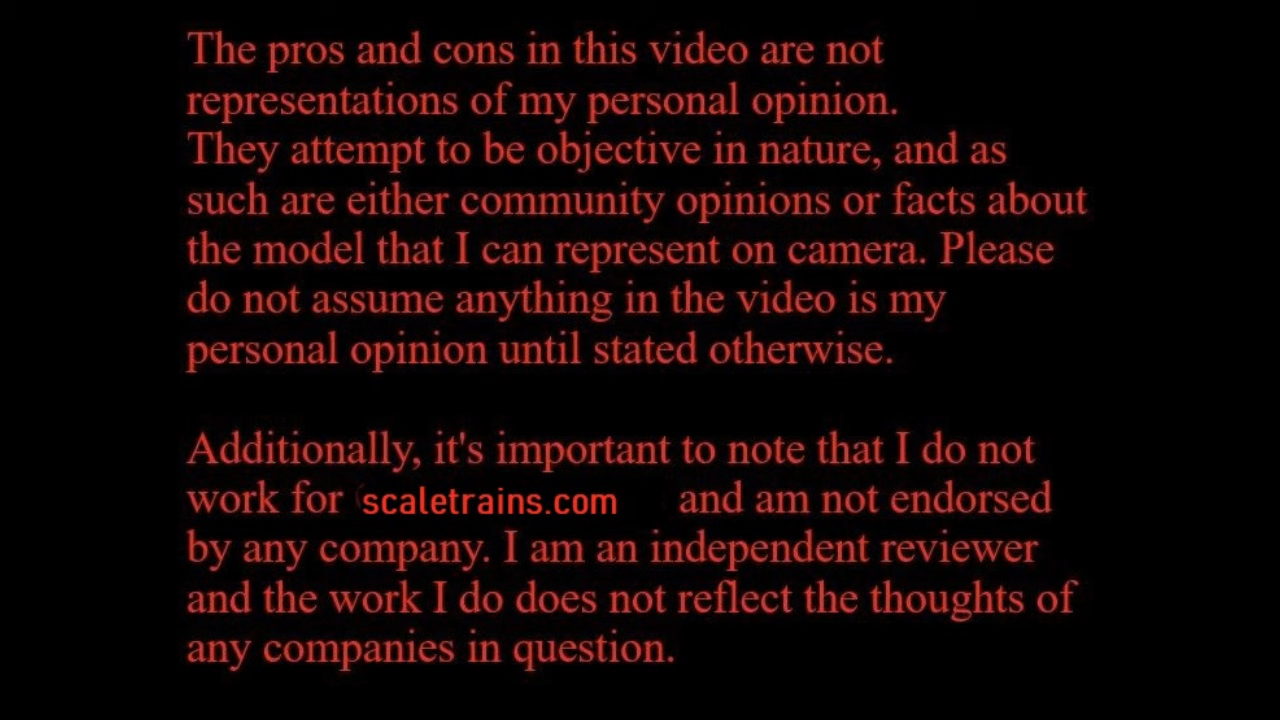 The pros and cons in this video are not
representations of my personal opinion.
They attempt to be objective in nature, and as
such are either community opinions or facts about
the model that I can represent on camera. Please
do not assume anything in the video is my
personal opinion until stated otherwise.
Additionally, it's important to note that I do not
work for scaletrains.com and am not endorsed
by any company. I am an independent reviewer
and the work I do does not reflect the thoughts of
any companies in question.